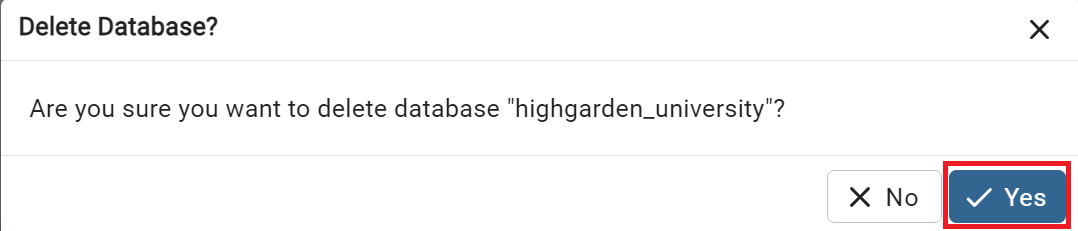 Delete Database?
Are you sure you want to delete database "highgarden_university"?
No
Yes